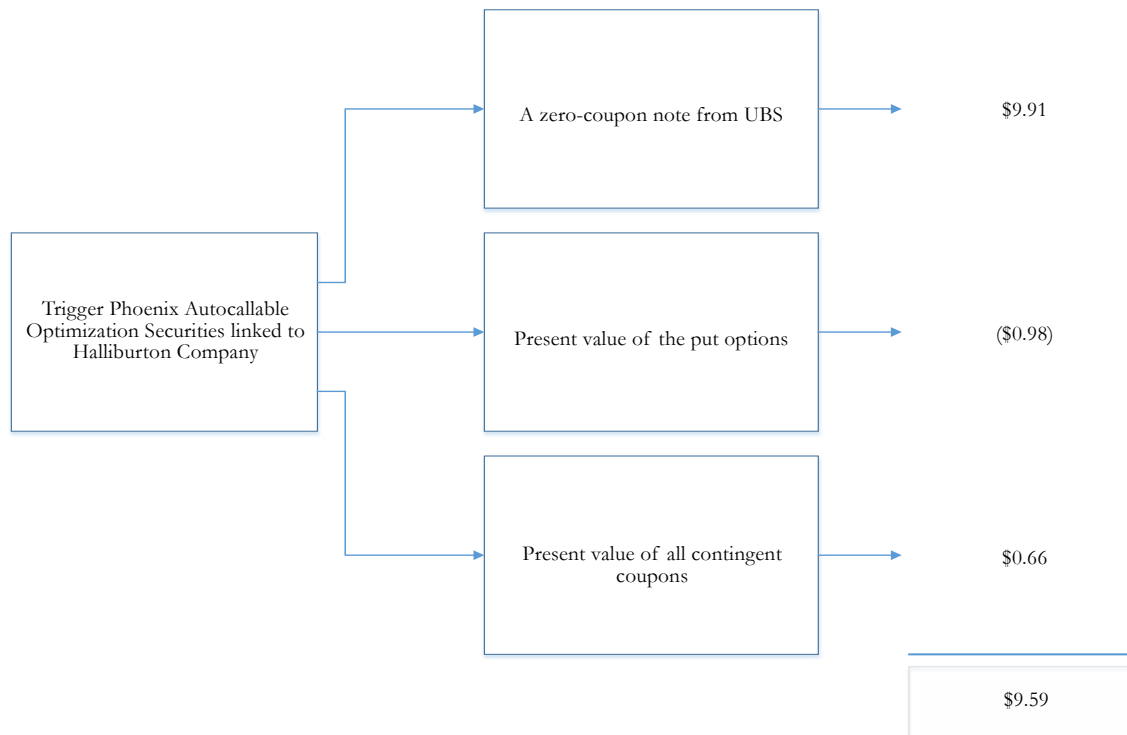 A zero-coupon note from UBS
$9.91
Trigger Phoenix Autocallable
Optimization Securities linked to
Halliburton Company
Present value of the put options
($0.98)
Present value of all contingent
coupons
$0.66
$9.59